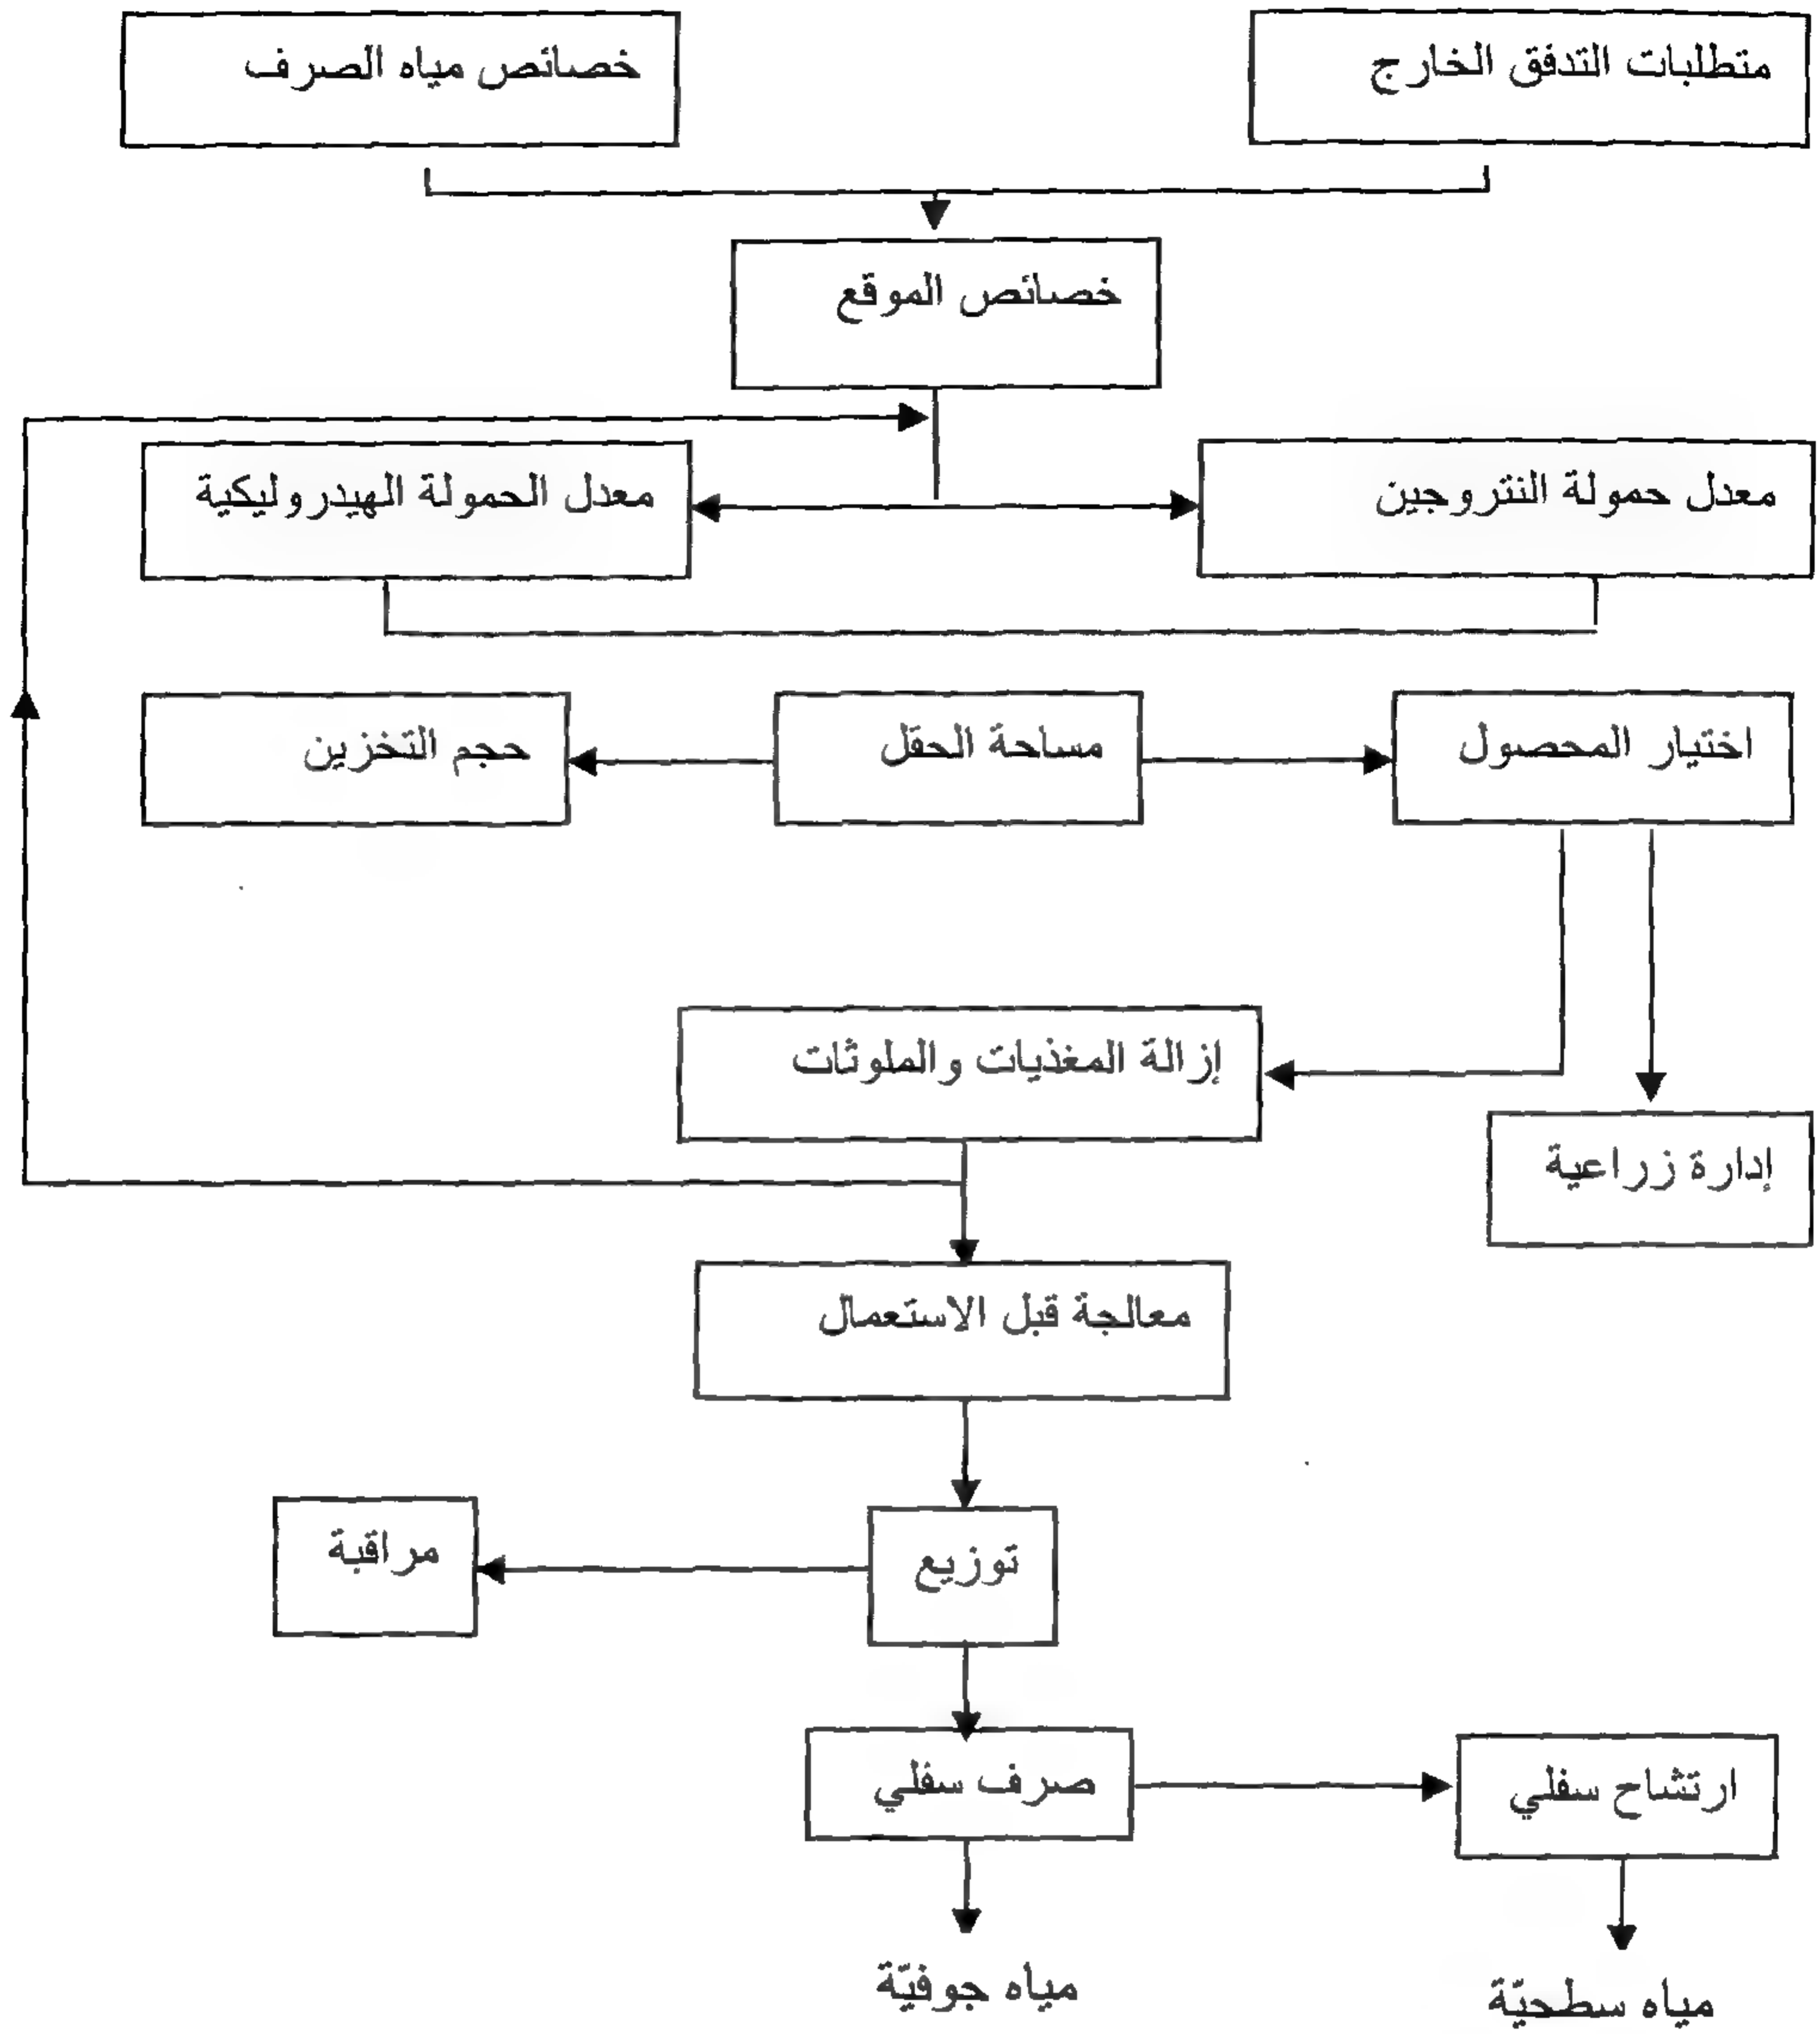 متطلبات التدفق الخارج
خصائص مياه الصرف
خصائص الموقع
معدل حمولة النتروجين
معدل الحمولة الهيدروليكية
اختيار المحصول
مساحة الحقل
حجم التخزين
إزالة المغذيات والملوثات
إدارة زراعية
معالجة قبل الاستعمال
توزيع
مراقبة
صرف سفلي
ارتشاح سفلي
مياه جوفيّة
مياه سطحيّة